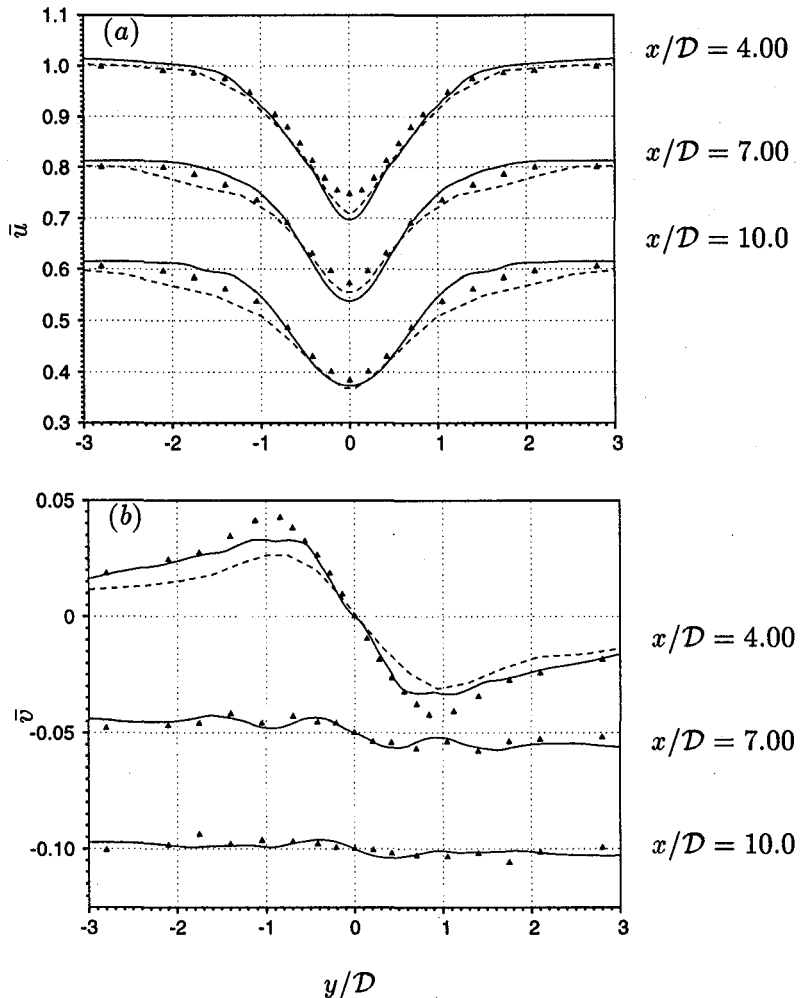 (a)
1.1
1.0
0.9
0.8
0.7
0.6
0.5
0.4
0.3
u̅
-3 -2 -1 0 1 2 3
x/D = 4.00
x/D = 7.00
x/D = 10.0
(b)
0.05
0
-0.05
-0.10
v̅
-3 -2 -1 0 1 2 3
x/D = 4.00
x/D = 7.00
x/D = 10.0
y/D